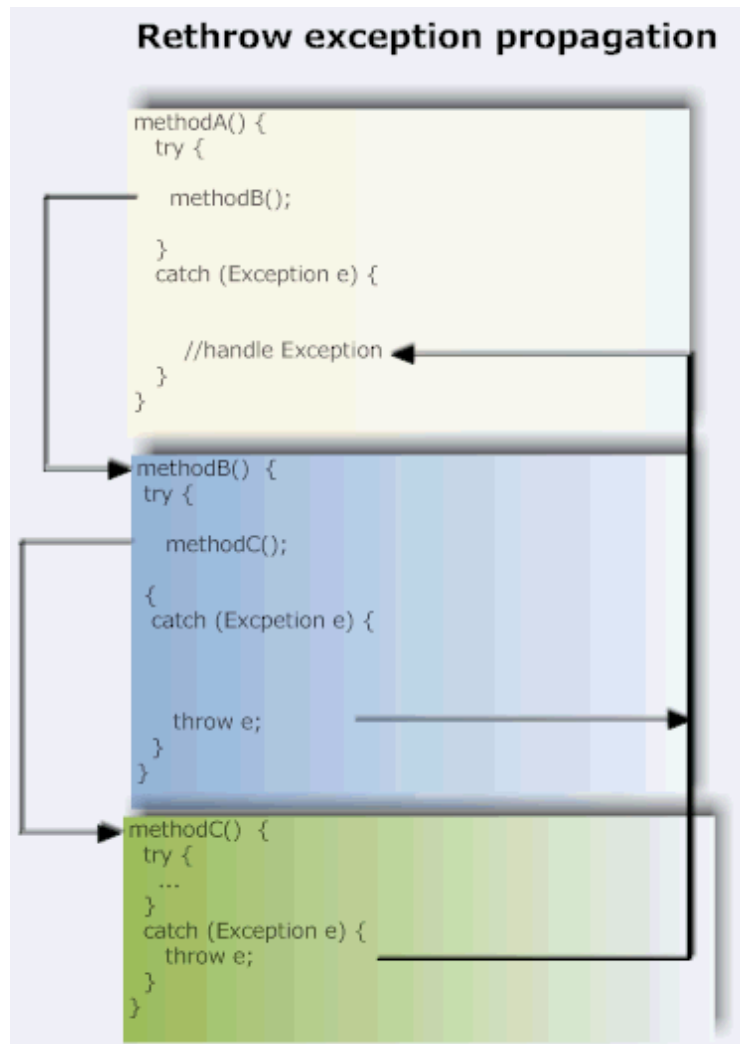 Rethrow exception propagation
methodA() {
try {
methodB();
}
catch (Exception e) {
//handle Exception
}
}
methodB() {
try {
methodC();
{
catch (Excpetion e) {
throw e;
}
}
methodC() {
try {
...
}
catch (Exception e) {
throw e;
}
}